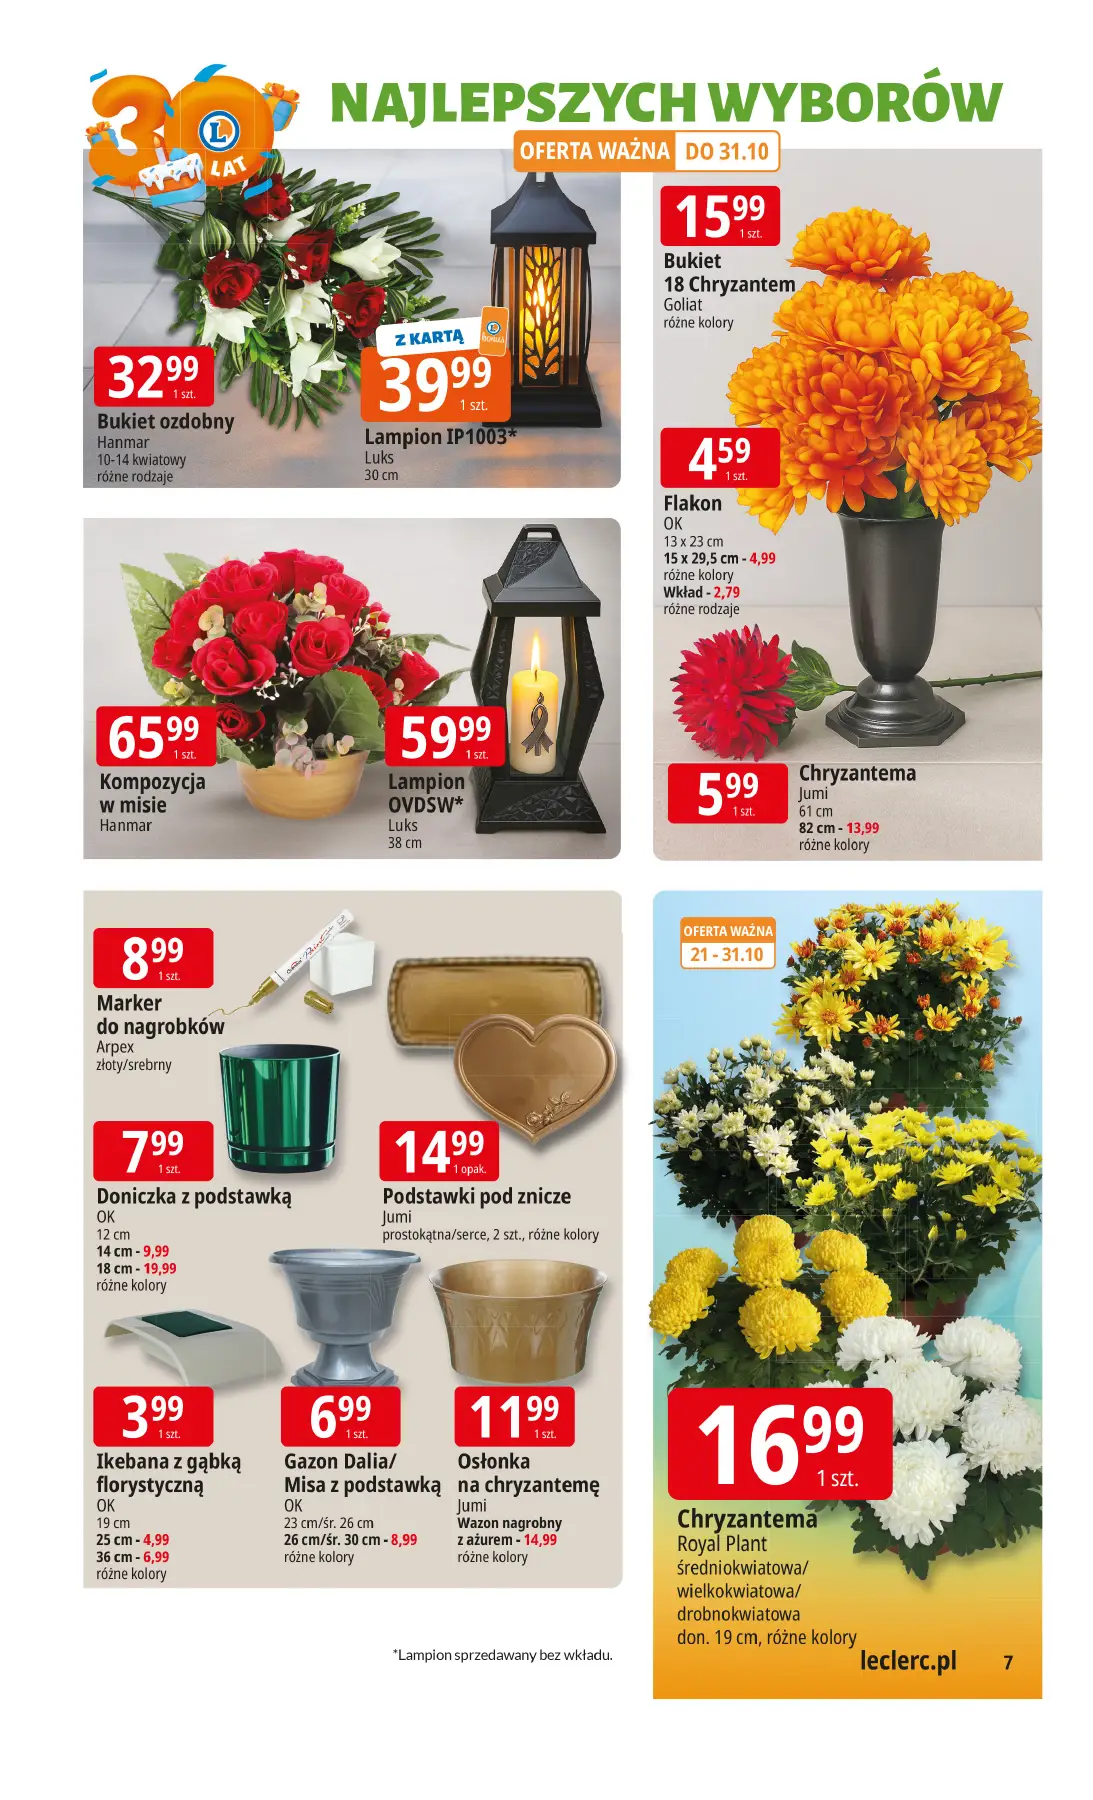 30 LAT
NAJLEPSZYCH WYBORÓW
OFERTA WAŻNA DO 31.10
32 99
1 szt.
Bukiet ozdobny
Hanmar
10-14 kwiatowy
różne rodzaje
Z KARTĄ
39 99
1 szt.
Lampion IP1003*
Luks
30 cm
15 99
1 szt.
Bukiet
18 Chryzantem
Goliat
różne kolory
4 59
1 szt.
Flakon
OK
13 x 23 cm
15 x 29,5 cm - 4,99
różne kolory
Wkład - 2,79
różne rodzaje
65 99
1 szt.
Kompozycja
w misie
Hanmar
59 99
1 szt.
Lampion
OVDSW*
Luks
38 cm
5 99
1 szt.
Chryzantema
Jumi
61 cm
82 cm - 13,99
różne kolory
8 99
1 szt.
Marker
do nagrobków
Arpex
złoty/srebrny
7 99
1 szt.
Doniczka z podstawką
OK
12 cm
14 cm - 9,99
18 cm - 19,99
różne kolory
14 99
1 opak.
Podstawki pod znicze
Jumi
prostokątna/serce, 2 szt., różne kolory
3 99
1 szt.
Ikebana z gąbką
florystyczną
OK
19 cm
25 cm - 4,99
36 cm - 6,99
różne kolory
6 99
1 szt.
Gazon Dalia/
Misa z podstawką
OK
23 cm/śr. 26 cm
26 cm/śr. 30 cm - 8,99
różne kolory
11 99
1 szt.
Osłonka
na chryzantemę
Jumi
Wazon nagrobny
z ażurem - 14,99
różne kolory
OFERTA WAŻNA
21 - 31.10
16 99
1 szt.
Chryzantema
Royal Plant
średniokwiatowa/
wielkokwiatowa/
drobnokwiatowa
don. 19 cm, różne kolory
*Lampion sprzedawany bez wkładu.
leclerc.pl 7